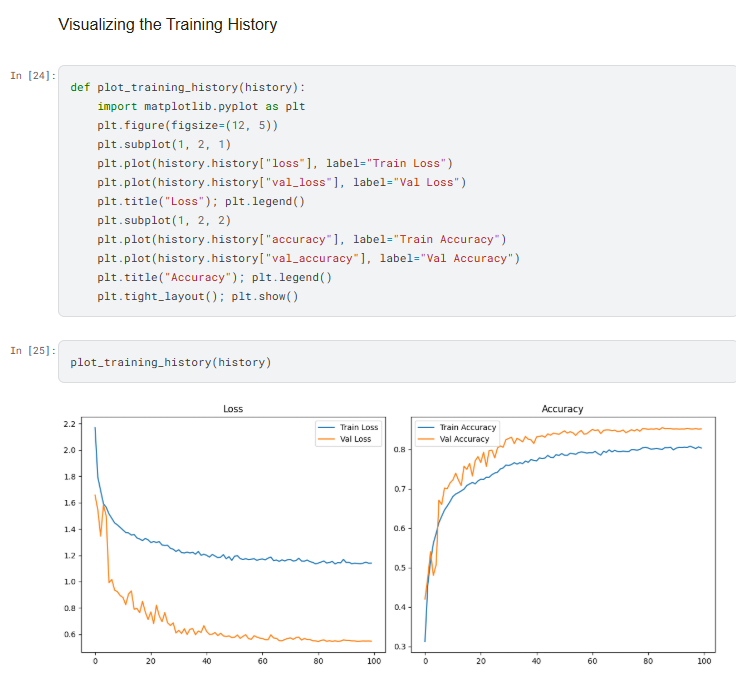 Visualizing the Training History
In [24]:
def plot_training_history(history):
    import matplotlib.pyplot as plt
    plt.figure(figsize=(12, 5))
    plt.subplot(1, 2, 1)
    plt.plot(history.history["loss"], label="Train Loss")
    plt.plot(history.history["val_loss"], label="Val Loss")
    plt.title("Loss"); plt.legend()
    plt.subplot(1, 2, 2)
    plt.plot(history.history["accuracy"], label="Train Accuracy")
    plt.plot(history.history["val_accuracy"], label="Val Accuracy")
    plt.title("Accuracy"); plt.legend()
    plt.tight_layout(); plt.show()
In [25]:
plot_training_history(history)
Loss
Train Loss
Val Loss
2.2
2.0
1.8
1.6
1.4
1.2
1.0
0.8
0.6
0 20 40 60 80 100
Accuracy
Train Accuracy
Val Accuracy
0.8
0.7
0.6
0.5
0.4
0.3
0 20 40 60 80 100